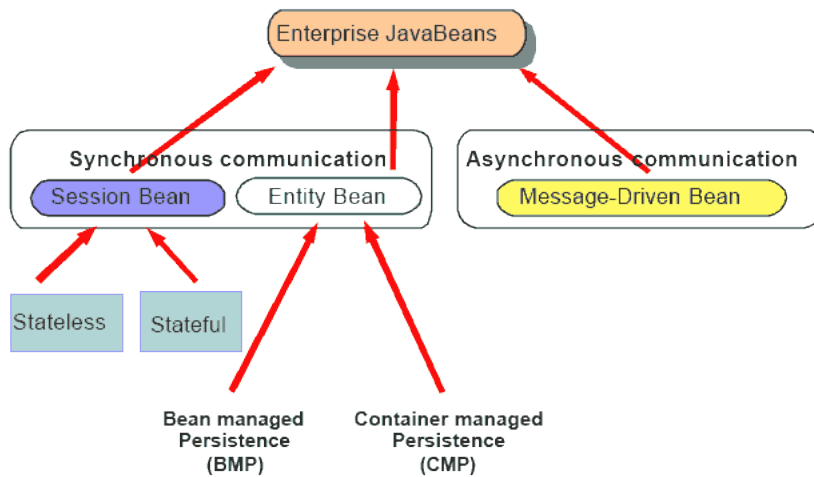 Enterprise JavaBeans
Synchronous communication
Session Bean
Entity Bean
Asynchronous communication
Message-Driven Bean
Stateless
Stateful
Bean managed
Persistence
(BMP)
Container managed
Persistence
(CMP)